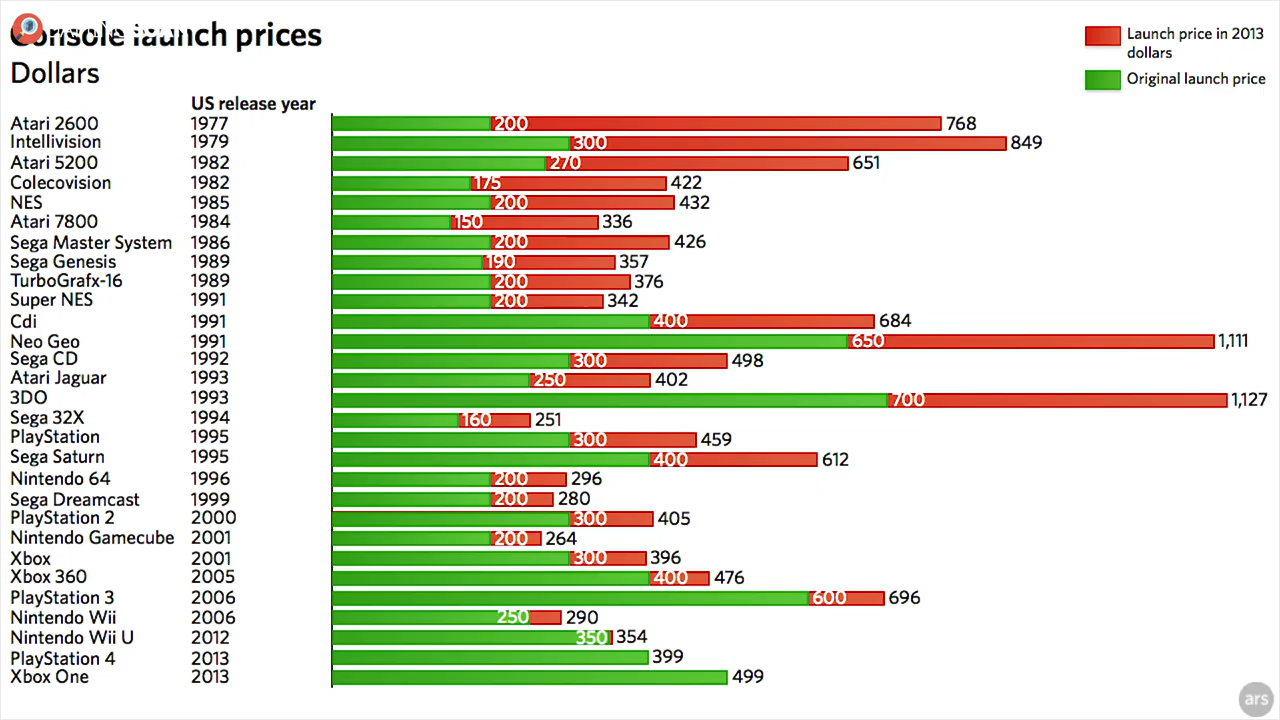 Console launch prices
Dollars
Launch price in 2013
dollars
Original launch price
US release year
Atari 2600 1977 200 768
Intellivision 1979 300 849
Atari 5200 1982 270 651
Colecovision 1982 175 422
NES 1985 200 432
Atari 7800 1984 150 336
Sega Master System 1986 200 426
Sega Genesis 1989 190 357
TurboGrafx-16 1989 200 376
Super NES 1991 200 342
Cdi 1991 400 684
Neo Geo 1991 650 1,111
Sega CD 1992 300 498
Atari Jaguar 1993 250 402
3DO 1993 700 1,127
Sega 32X 1994 160 251
PlayStation 1995 300 459
Sega Saturn 1995 400 612
Nintendo 64 1996 200 296
Sega Dreamcast 1999 200 280
PlayStation 2 2000 300 405
Nintendo Gamecube 2001 200 264
Xbox 2001 300 396
Xbox 360 2005 400 476
PlayStation 3 2006 600 696
Nintendo Wii 2006 250 290
Nintendo Wii U 2012 350 354
PlayStation 4 2013 399
Xbox One 2013 499
ars